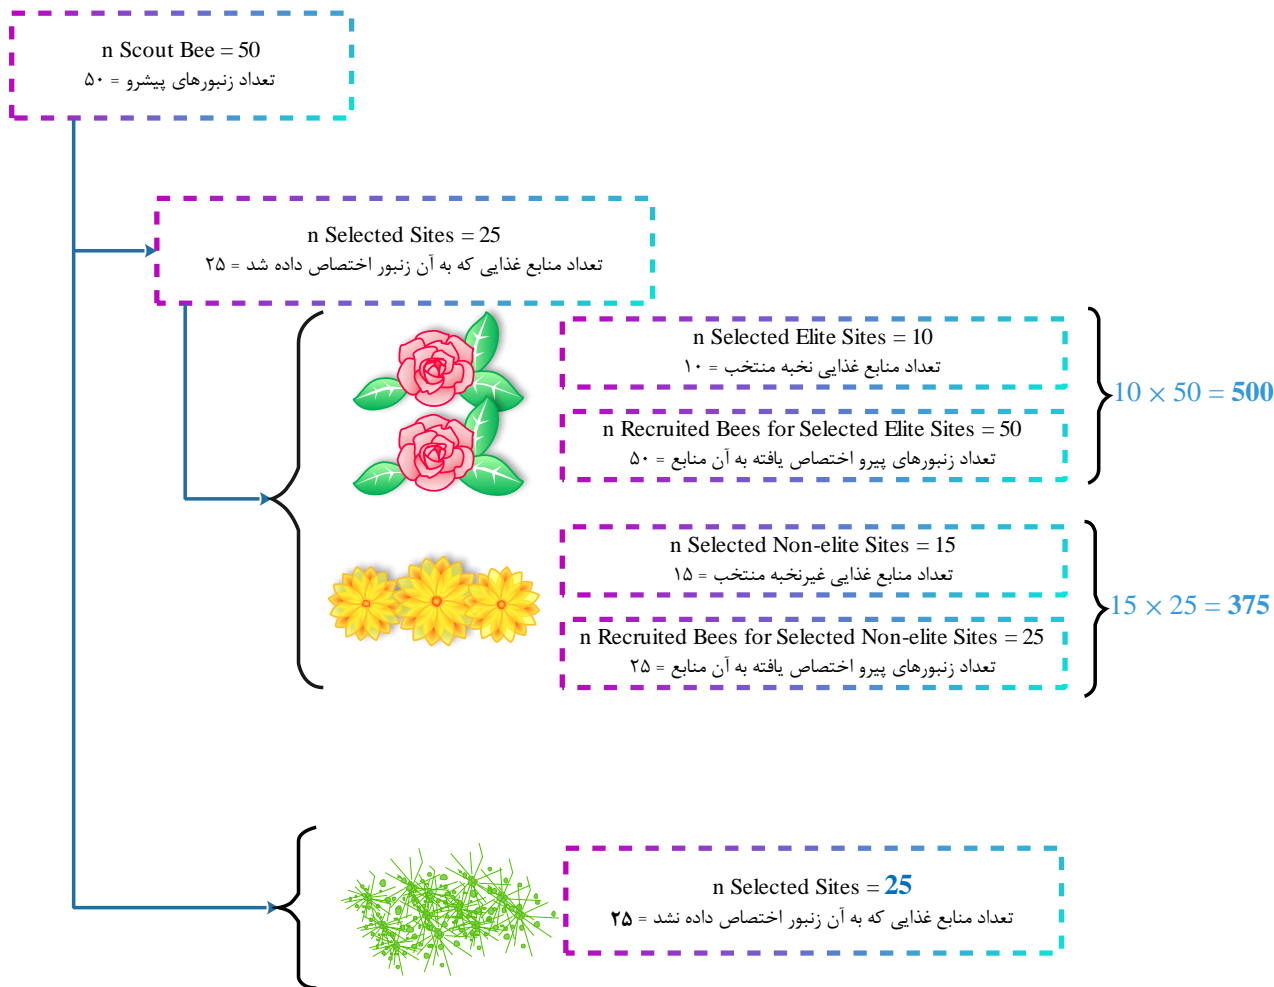 n Scout Bee = 50
تعداد زنبورهای پیشرو = ۵۰
n Selected Sites = 25
تعداد منابع غذایی که به آن زنبور اختصاص داده شد = ۲۵
n Selected Elite Sites = 10
تعداد منابع غذایی نخبه منتخب = ۱۰
n Recruited Bees for Selected Elite Sites = 50
تعداد زنبورهای پیرو اختصاص یافته به آن منابع = ۵۰
10 × 50 = 500
n Selected Non-elite Sites = 15
تعداد منابع غذایی غیرنخبه منتخب = ۱۵
n Recruited Bees for Selected Non-elite Sites = 25
تعداد زنبورهای پیرو اختصاص یافته به آن منابع = ۲۵
15 × 25 = 375
n Selected Sites = 25
تعداد منابع غذایی که به آن زنبور اختصاص داده نشد = ۲۵